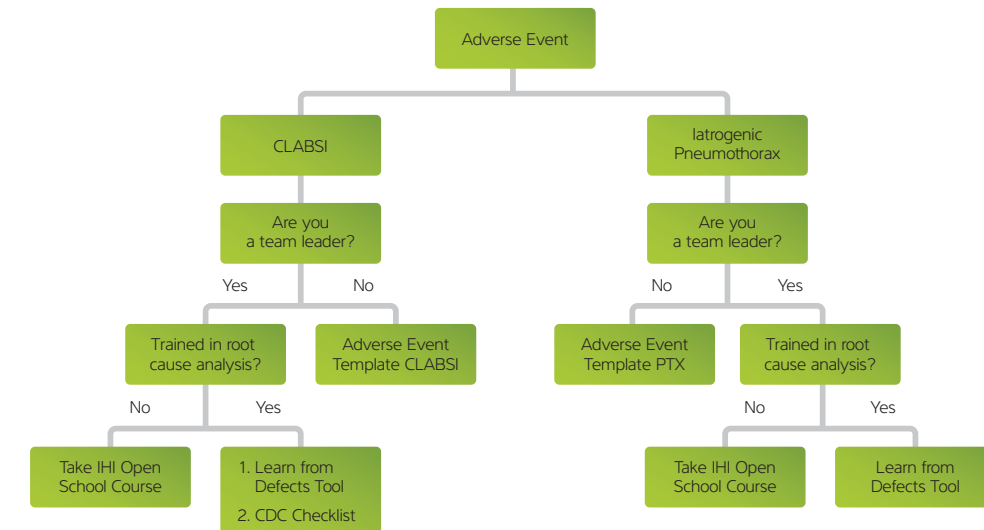 Adverse Event
CLABSI
Iatrogenic
Pneumothorax
Are you
a team leader?
Are you
a team leader?
Yes
No
No
Yes
Trained in root
cause analysis?
Adverse Event
Template CLABSI
Adverse Event
Template PTX
Trained in root
cause analysis?
No
Yes
No
Yes
Take IHI Open
School Course
1. Learn from
Defects Tool
2. CDC Checklist
Take IHI Open
School Course
Learn from
Defects Tool